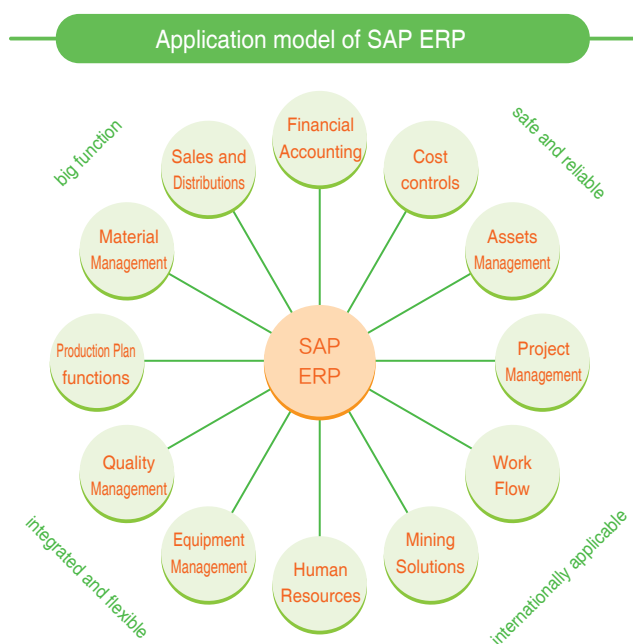 Application model of SAP ERP
big function
safe and reliable
Financial
Accounting
Sales and
Distributions
Cost
controls
Material
Management
Assets
Management
SAP
ERP
Production Plan
functions
Project
Management
Quality
Management
Work
Flow
Equipment
Management
Mining
Solutions
Human
Resources
integrated and flexible
internationally applicable